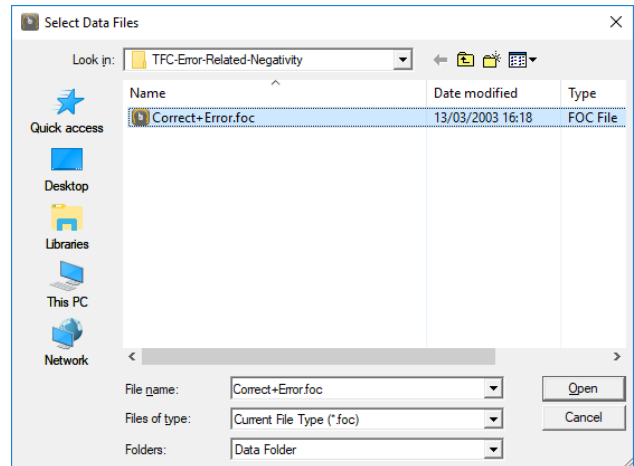 Select Data Files
Look in: TFC-Error-Related-Negativity
Name Date modified Type
Correct+Error.foc 13/03/2003 16:18 FOC File
Quick access
Desktop
Libraries
This PC
Network
File name: Correct+Error.foc Open
Files of type: Current File Type (*.foc) Cancel
Folders: Data Folder